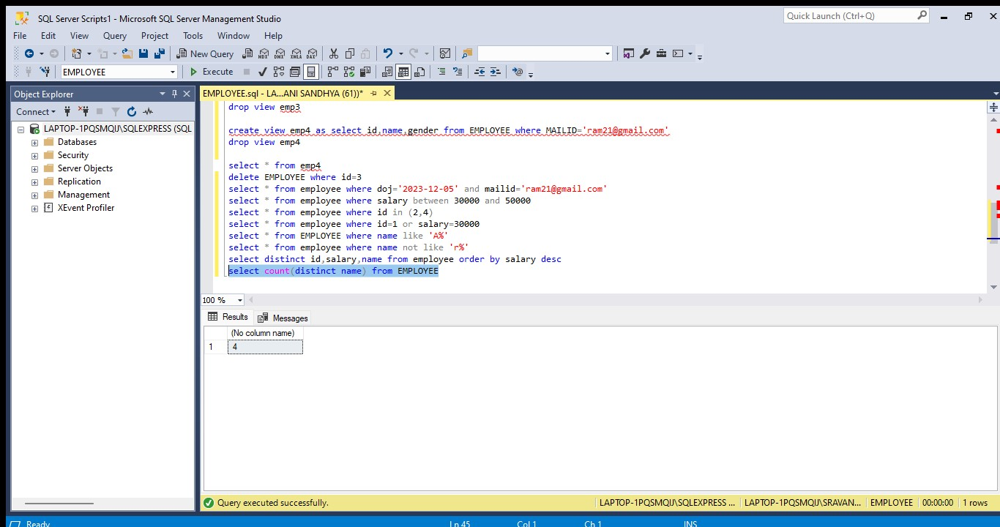 SQL Server Scripts1 - Microsoft SQL Server Management Studio
Quick Launch (Ctrl+Q)
File Edit View Query Project Tools Window Help
New Query
MDX DMX XMLA DAX
EMPLOYEE
Execute
Object Explorer
EMPLOYEE.sql - LA...ANI SANDHYA (61))*
Connect
LAPTOP-1PQSMQIJ\SQLEXPRESS (SQL
Databases
Security
Server Objects
Replication
Management
XEvent Profiler
drop view emp3
create view emp4 as select id,name,gender from EMPLOYEE where MAILID='ram21@gmail.com'
drop view emp4
select * from emp4
delete EMPLOYEE where id=3
select * from employee where doj='2023-12-05' and mailid='ram21@gmail.com'
select * from employee where salary between 30000 and 50000
select * from employee where id in (2,4)
select * from employee where id=1 or salary=30000
select * from EMPLOYEE where name like 'A%'
select * from employee where name not like 'r%'
select distinct id,salary,name from employee order by salary desc
select count(distinct name) from EMPLOYEE
100 %
Results Messages
(No column name)
1 4
Query executed successfully.
LAPTOP-1PQSMQIJ\SQLEXPRESS ... LAPTOP-1PQSMQIJ\SRAVAN... EMPLOYEE 00:00:00 1 rows
Ready Ln 45 Col 1 Ch 1 INS